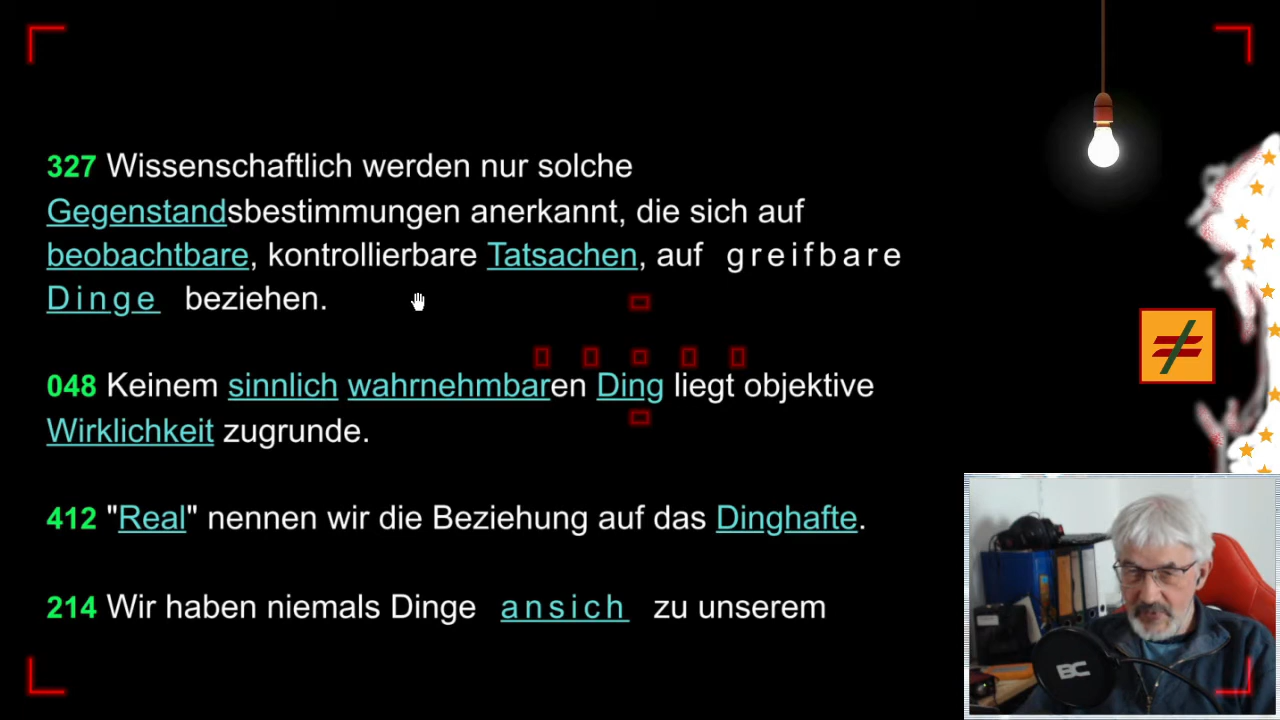 327 Wissenschaftlich werden nur solche
Gegenstandsbestimmungen anerkannt, die sich auf
beobachtbare, kontrollierbare Tatsachen, auf greifbare
Dinge beziehen.
048 Keinem sinnlich wahrnehmbaren Ding liegt objektive
Wirklichkeit zugrunde.
412 "Real" nennen wir die Beziehung auf das Dinghafte.
214 Wir haben niemals Dinge ansich zu unserem
≠
BC